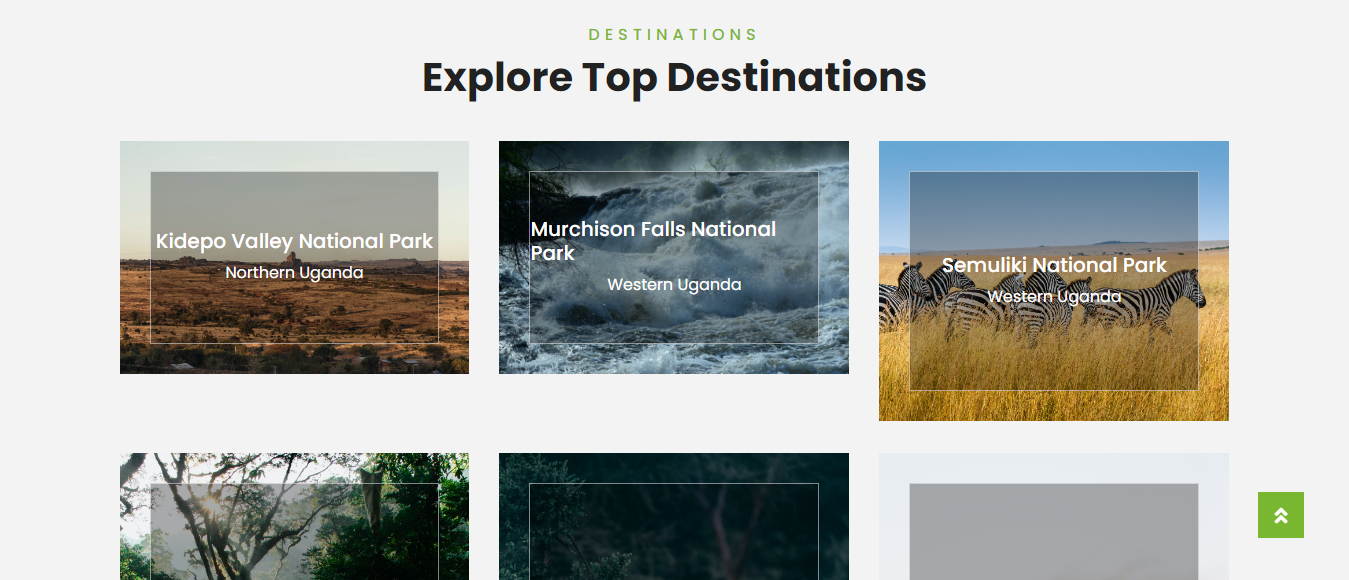 DESTINATIONS
Explore Top Destinations
Kidepo Valley National Park
Northern Uganda
Murchison Falls National
Park
Western Uganda
Semuliki National Park
Western Uganda